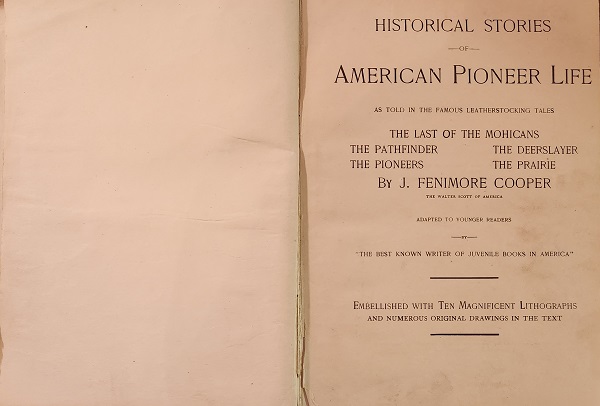 HISTORICAL STORIES
—OF—
AMERICAN PIONEER LIFE
AS TOLD IN THE FAMOUS LEATHERSTOCKING TALES
THE LAST OF THE MOHICANS
THE PATHFINDER THE DEERSLAYER
THE PIONEERS THE PRAIRIE
BY J. FENIMORE COOPER
THE WALTER SCOTT OF AMERICA
ADAPTED TO YOUNGER READERS
—BY—
"THE BEST KNOWN WRITER OF JUVENILE BOOKS IN AMERICA"
EMBELLISHED WITH TEN MAGNIFICENT LITHOGRAPHS
AND NUMEROUS ORIGINAL DRAWINGS IN THE TEXT